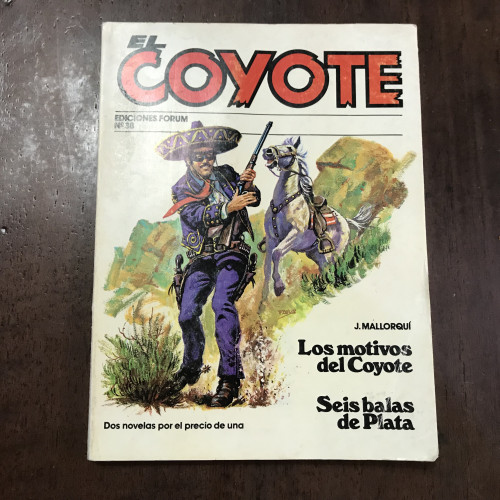 EL
COYOTE
EDICIONES FORUM
Nº 30
J. MALLORQUÍ
Los motivos
del Coyote
Seis balas
de Plata
Dos novelas por el precio de una